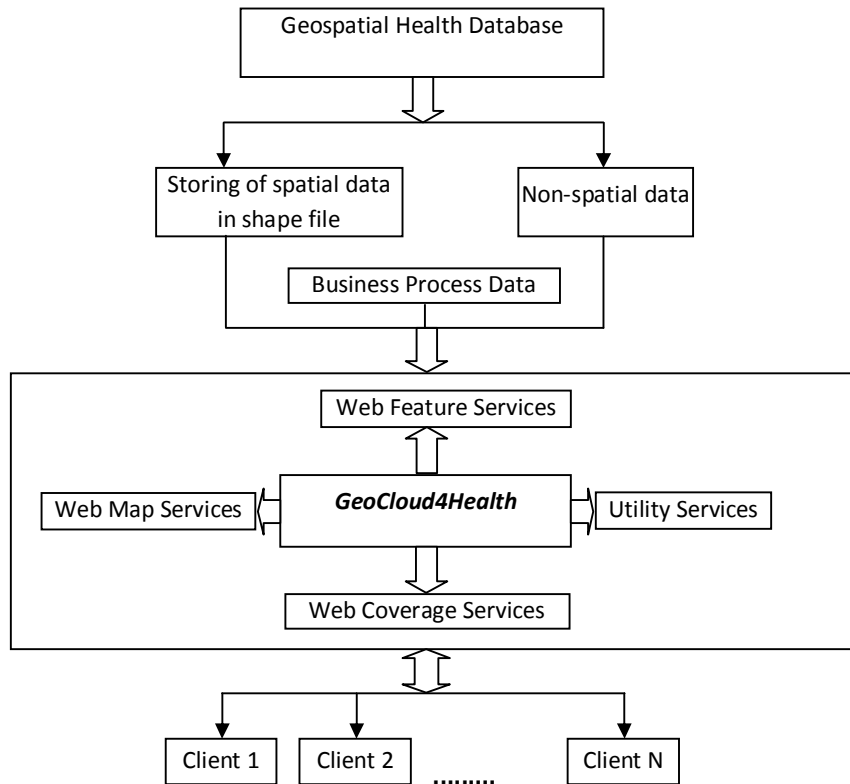 Geospatial Health Database
Storing of spatial data
in shape file
Non-spatial data
Business Process Data
Web Feature Services
Web Map Services
GeoCloud4Health
Utility Services
Web Coverage Services
Client 1
Client 2
.........
Client N